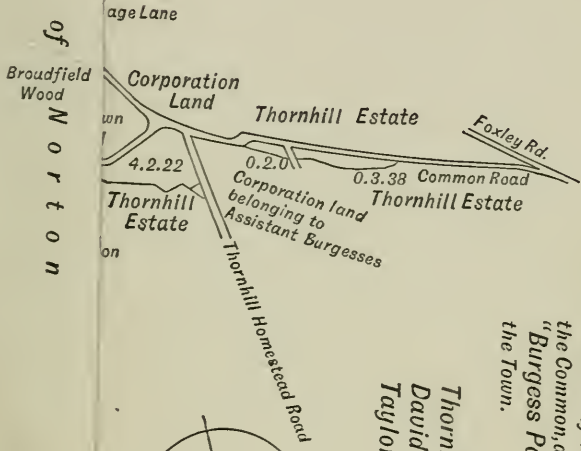 age Lane
of Norton
Broudfield
Wood
Corporation
Land
Thornhill Estate
Foxley Rd.
wn
4.2.22
0.2.0
0.3.38
Common Road
Thornhill
Estate
Corporation land
belonging to
Assistant Burgesses
Thornhill Estate
on
Thornhill Homestead Road
the Common,
"Burgess
the Town.
Thorn
David
Taylo